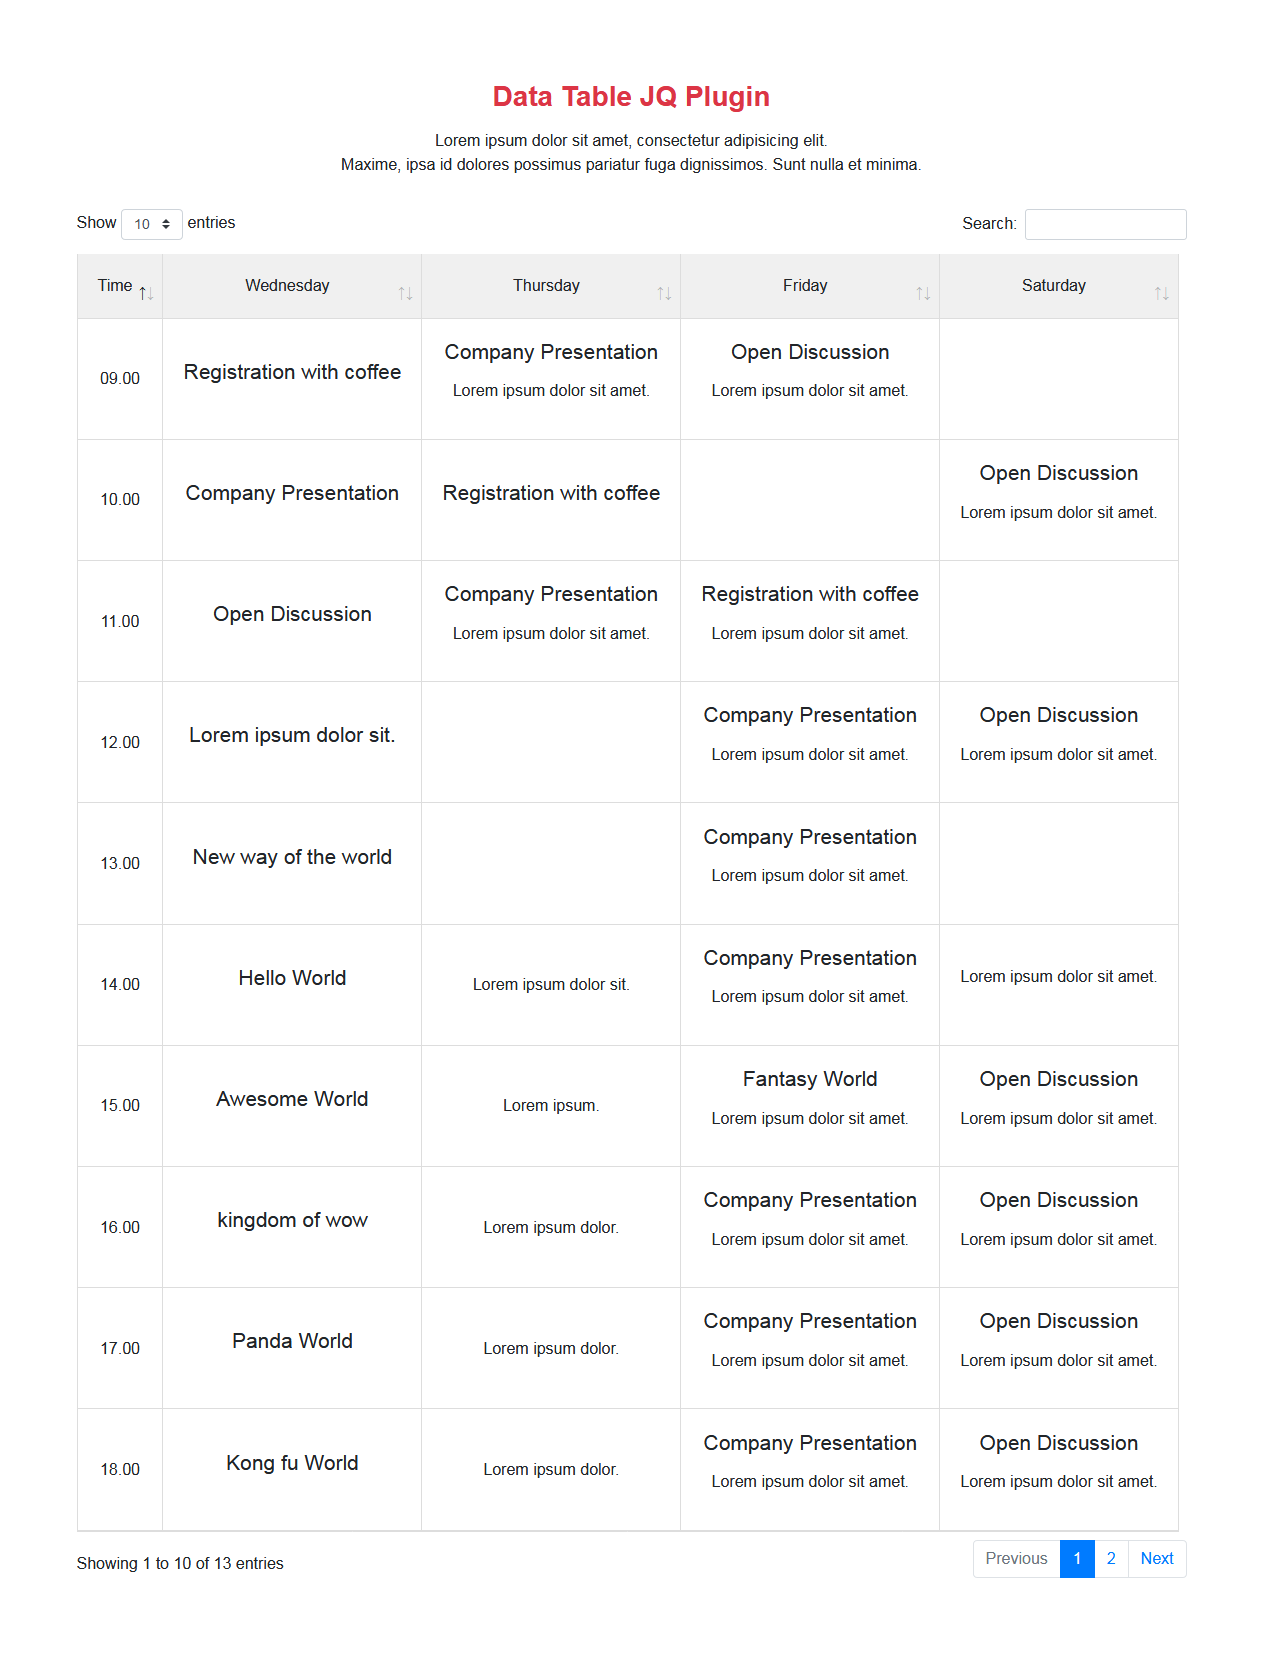 Data Table JQ Plugin
Lorem ipsum dolor sit amet, consectetur adipisicing elit.
Maxime, ipsa id dolores possimus pariatur fuga dignissimos. Sunt nulla et minima.
Show 10 entries Search:
Time Wednesday Thursday Friday Saturday
09.00 Registration with coffee Company Presentation Open Discussion
Lorem ipsum dolor sit amet. Lorem ipsum dolor sit amet.
10.00 Company Presentation Registration with coffee Open Discussion
Lorem ipsum dolor sit amet.
11.00 Open Discussion Company Presentation Registration with coffee
Lorem ipsum dolor sit amet. Lorem ipsum dolor sit amet.
12.00 Lorem ipsum dolor sit. Company Presentation Open Discussion
Lorem ipsum dolor sit amet. Lorem ipsum dolor sit amet.
13.00 New way of the world Company Presentation
Lorem ipsum dolor sit amet.
14.00 Hello World Lorem ipsum dolor sit. Company Presentation Lorem ipsum dolor sit amet.
Lorem ipsum dolor sit amet.
15.00 Awesome World Lorem ipsum. Fantasy World Open Discussion
Lorem ipsum dolor sit amet. Lorem ipsum dolor sit amet.
16.00 kingdom of wow Lorem ipsum dolor. Company Presentation Open Discussion
Lorem ipsum dolor sit amet. Lorem ipsum dolor sit amet.
17.00 Panda World Lorem ipsum dolor. Company Presentation Open Discussion
Lorem ipsum dolor sit amet. Lorem ipsum dolor sit amet.
18.00 Kong fu World Lorem ipsum dolor. Company Presentation Open Discussion
Lorem ipsum dolor sit amet. Lorem ipsum dolor sit amet.
Showing 1 to 10 of 13 entries Previous 1 2 Next